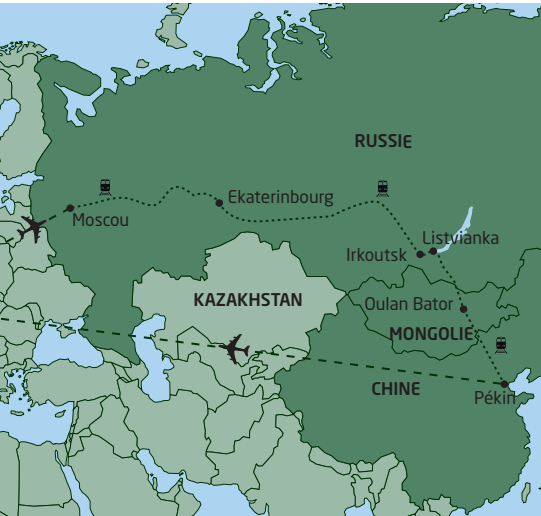 RUSSIE
Ekaterinbourg
Moscou
Listvianka
Irkoutsk
KAZAKHSTAN
Oulan Bator
MONGOLIE
CHINE
Pékin